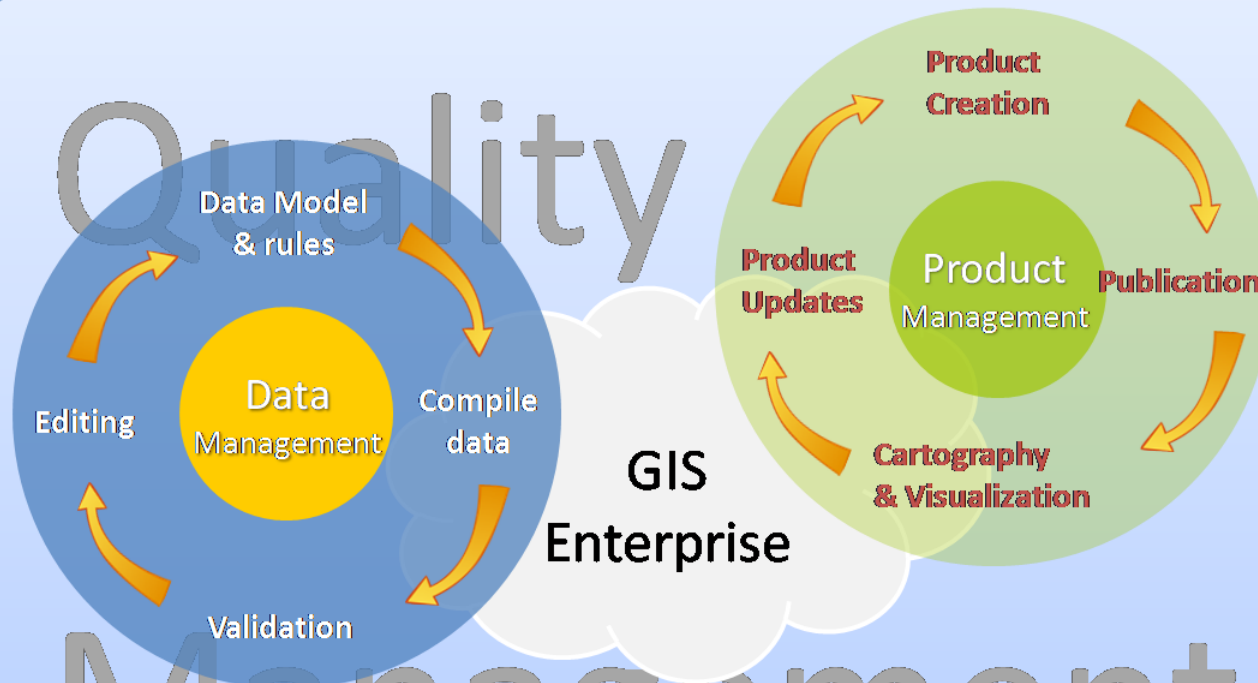 Quality
Data Model
& rules
Compile
data
Validation
Editing
Data
Management
GIS
Enterprise
Product
Creation
Publication
Cartography
& Visualization
Product
Updates
Product
Management
Management